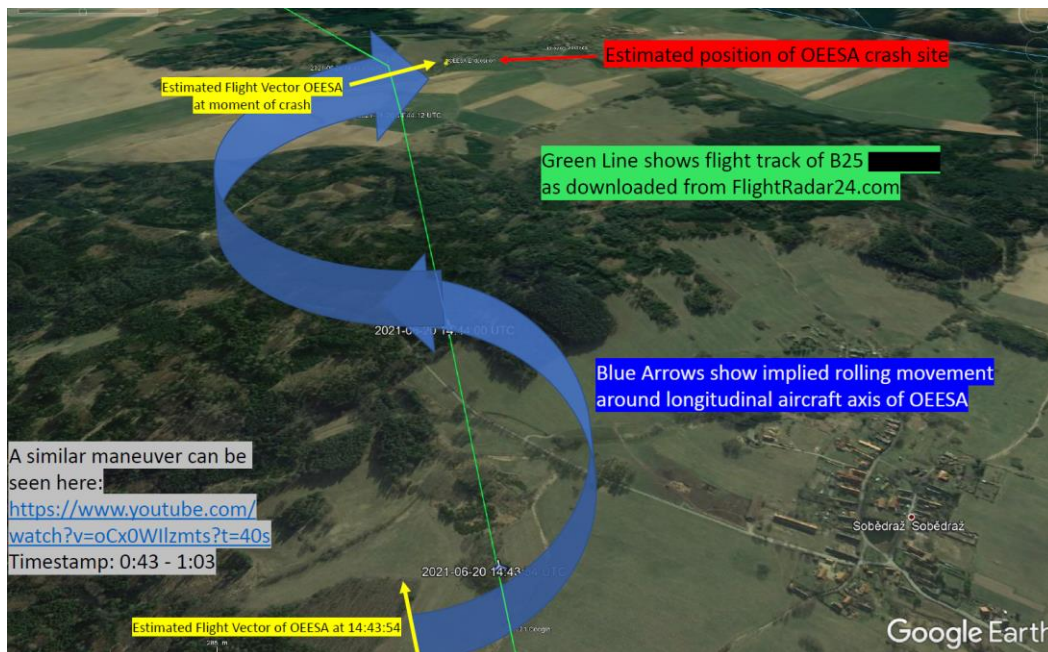 Estimated position of OEESA crash site
Estimated Flight Vector OEESA
at moment of crash
Green Line shows flight track of B25
as downloaded from FlightRadar24.com
2021-06-20 14:44:00 UTC
Blue Arrows show implied rolling movement
around longitudinal aircraft axis of OEESA
A similar maneuver can be
seen here:
https://www.youtube.com/
watch?v=oCx0WIlzmts?t=40s
Timestamp: 0:43 - 1:03
Sobědraž Sobědraž
2021-06-20 14:43:54 UTC
Estimated Flight Vector of OEESA at 14:43:54
Google Earth